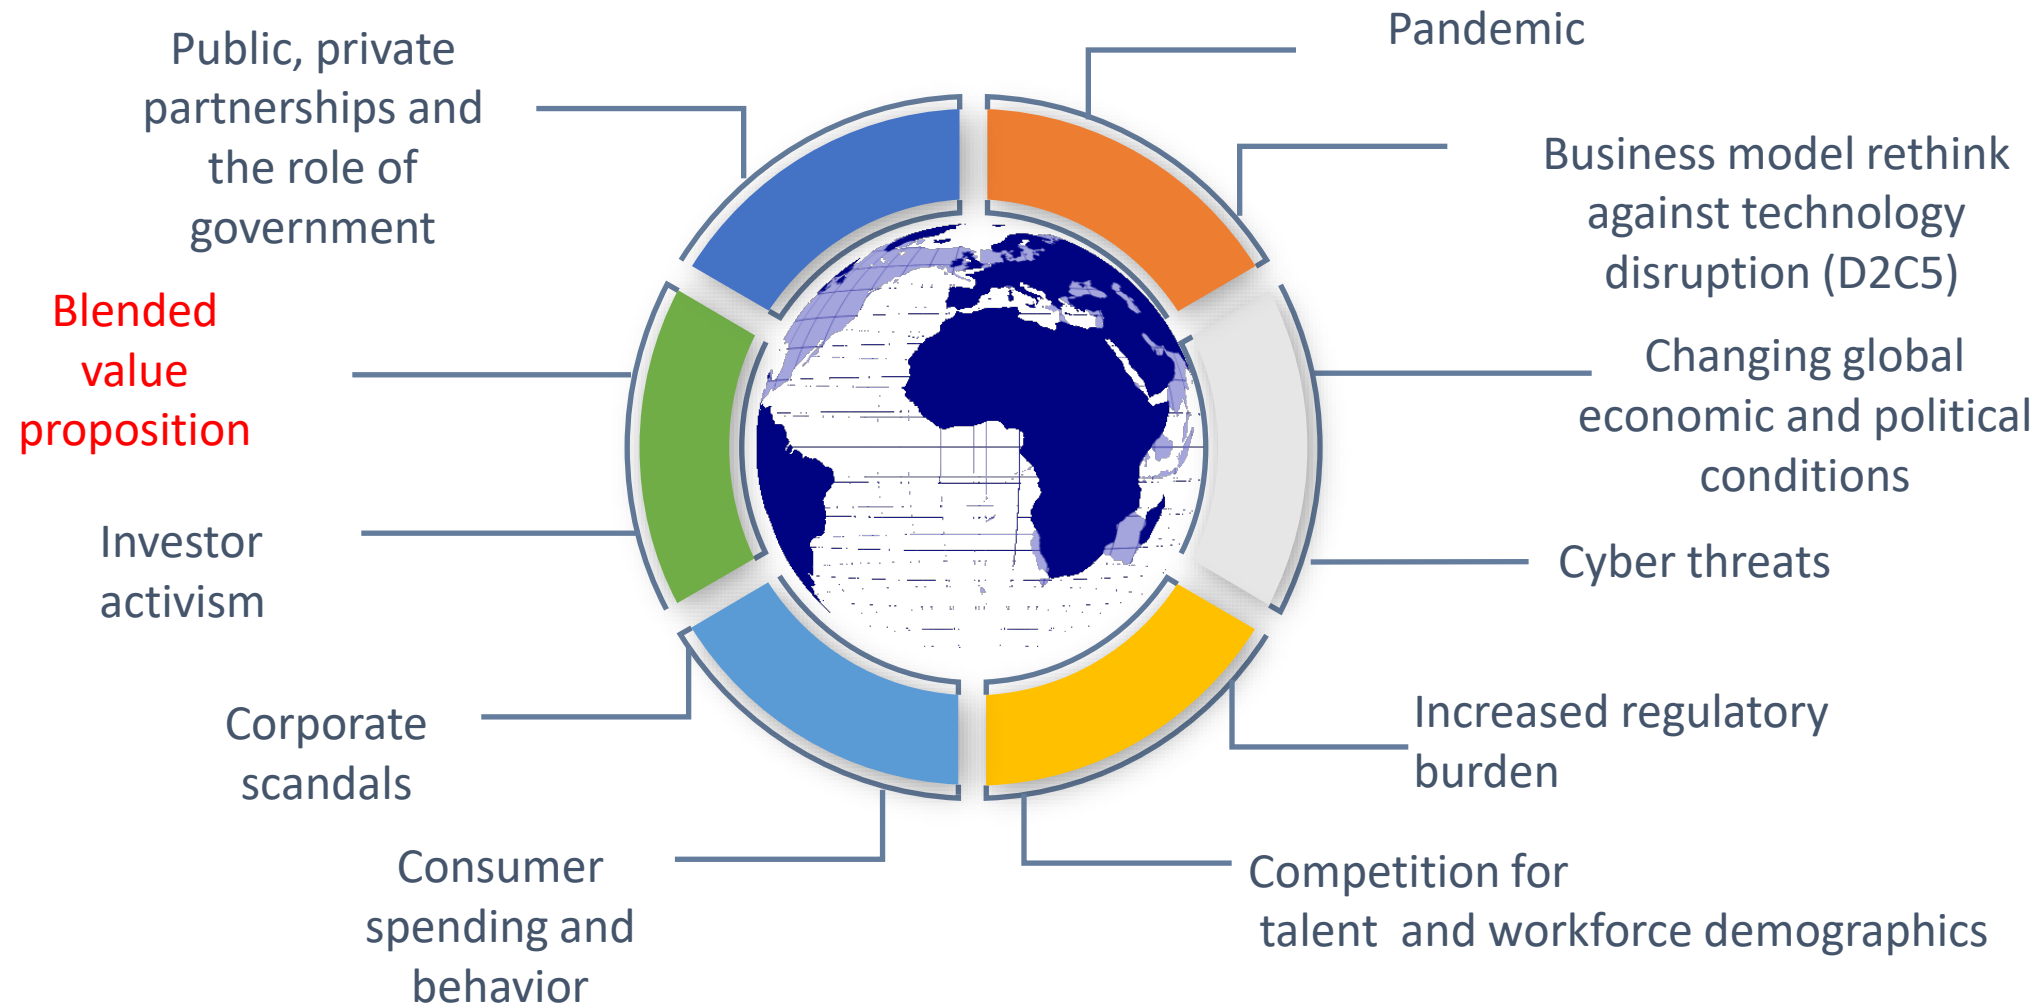 Public, private
partnerships and
the role of
government
Blended
value
proposition
Investor
activism
Corporate
scandals
Consumer
spending and
behavior
Pandemic
Business model rethink
against technology
disruption (D2C5)
Changing global
economic and political
conditions
Cyber threats
Increased regulatory
burden
Competition for
talent  and workforce demographics